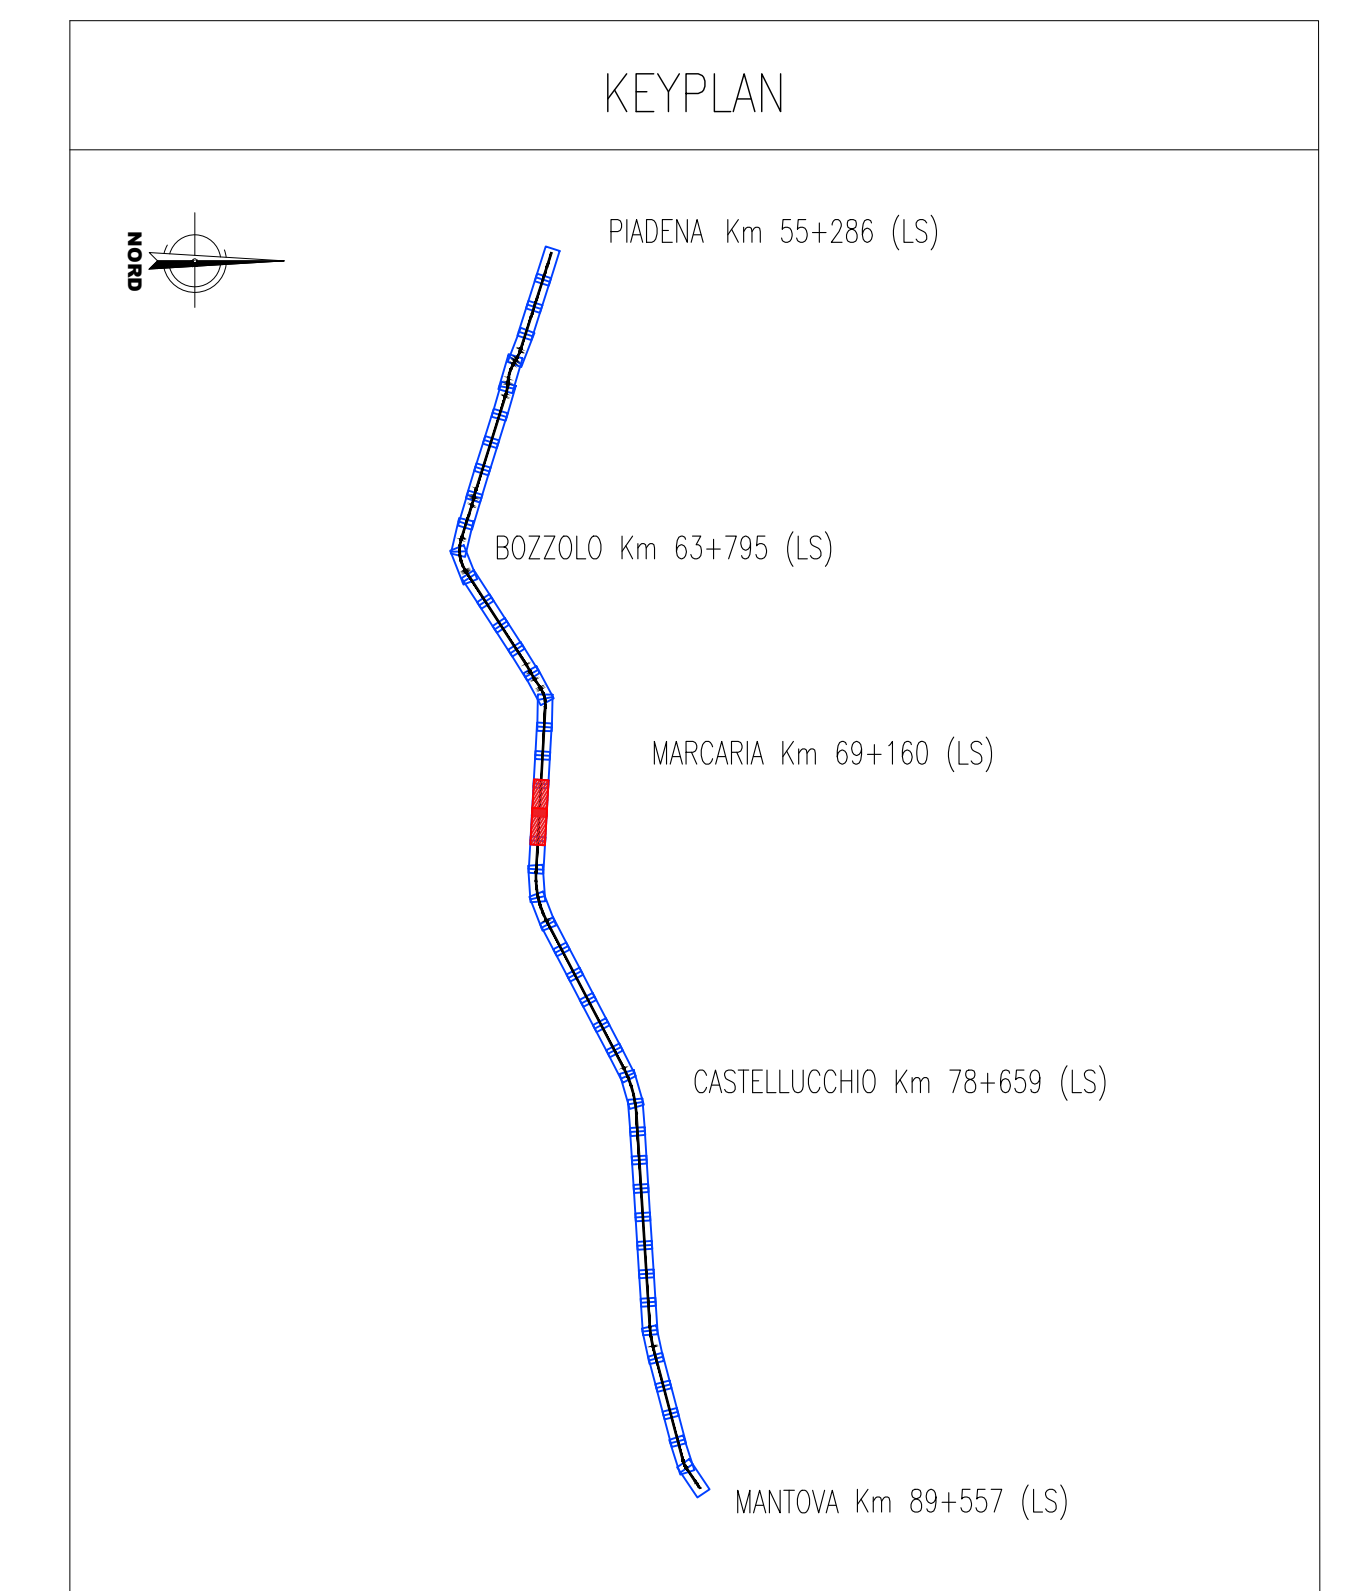 KEYPLAN
NORD
PIADENA Km 55+286 (LS)
BOZZOLO Km 63+795 (LS)
MARCARIA Km 69+160 (LS)
CASTELLUCCHIO Km 78+659 (LS)
MANTOVA Km 89+557 (LS)